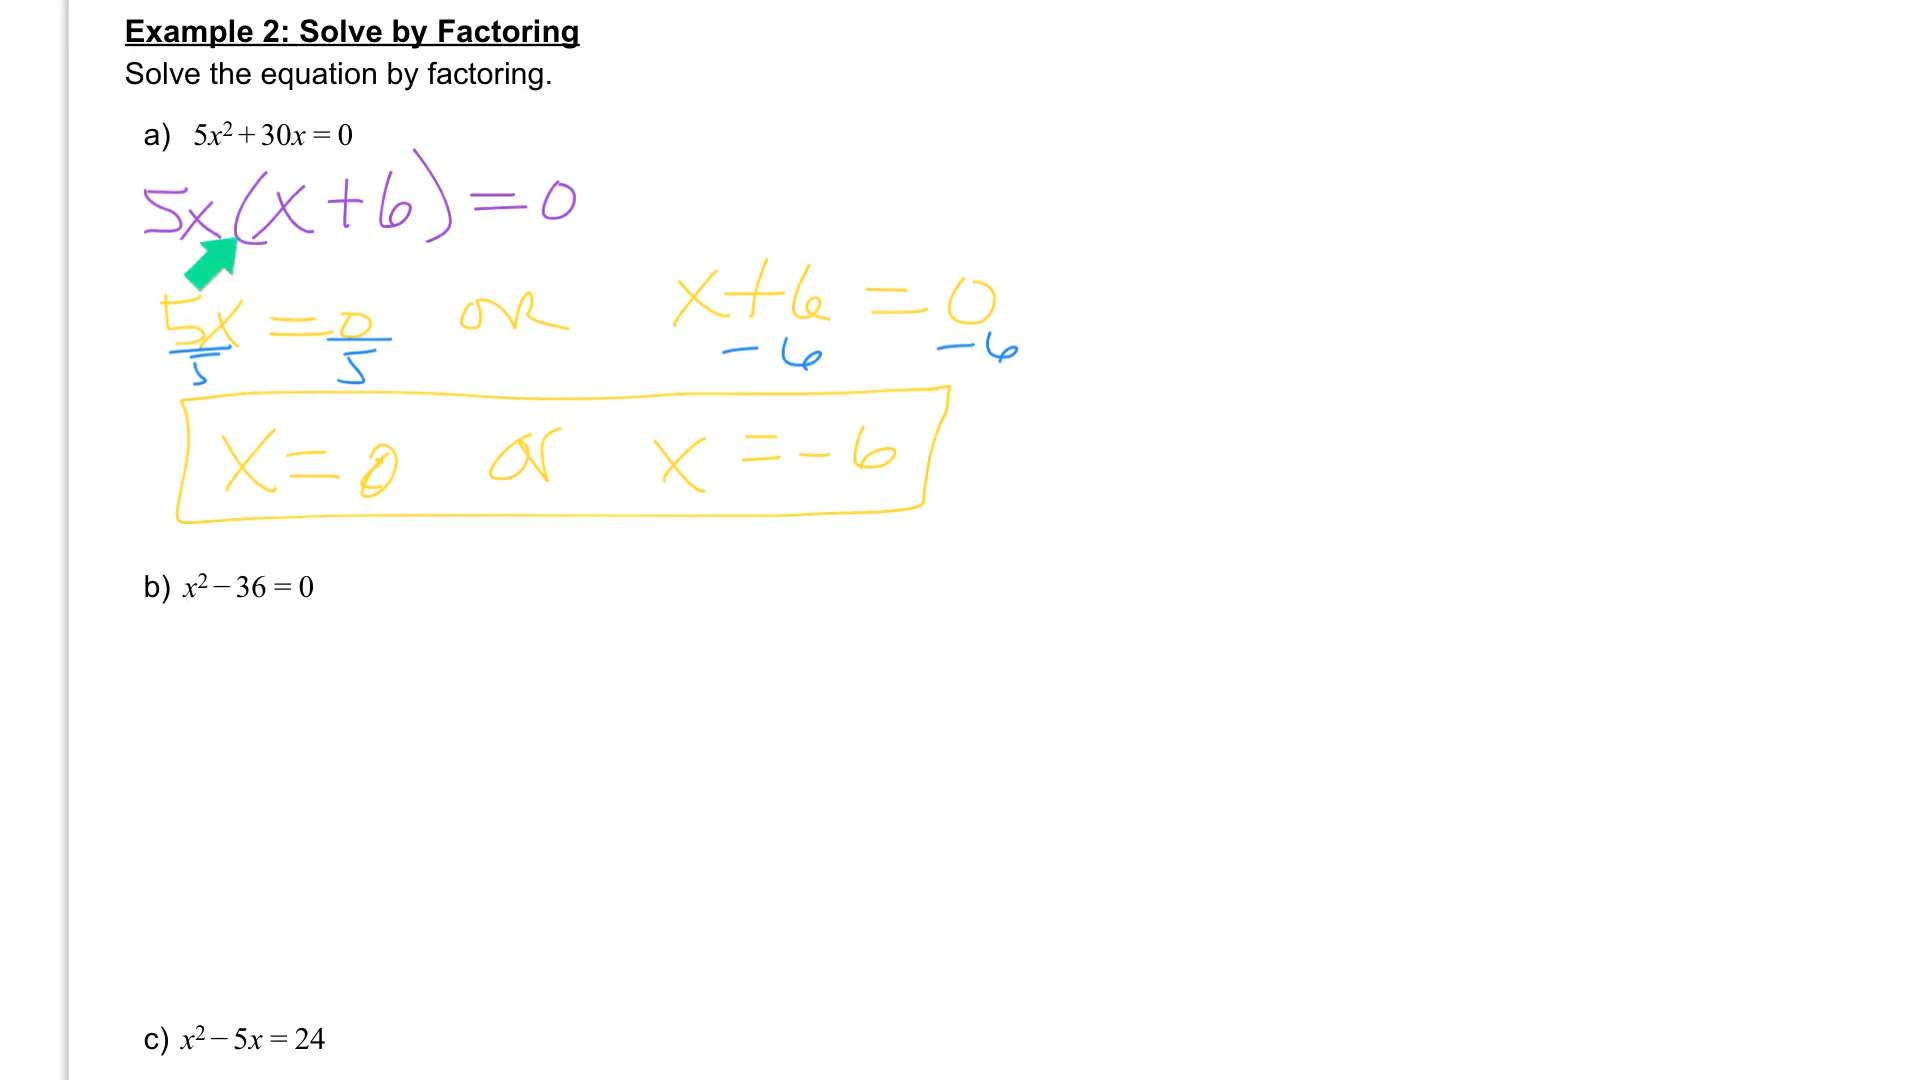 Example 2: Solve by Factoring
Solve the equation by factoring.
a) 5x² + 30x = 0
5x(x+6) = 0
5x = 0 or x+6 = 0
5 5 -6 -6
x = 0 or x = -6
b) x² − 36 = 0
c) x² − 5x = 24